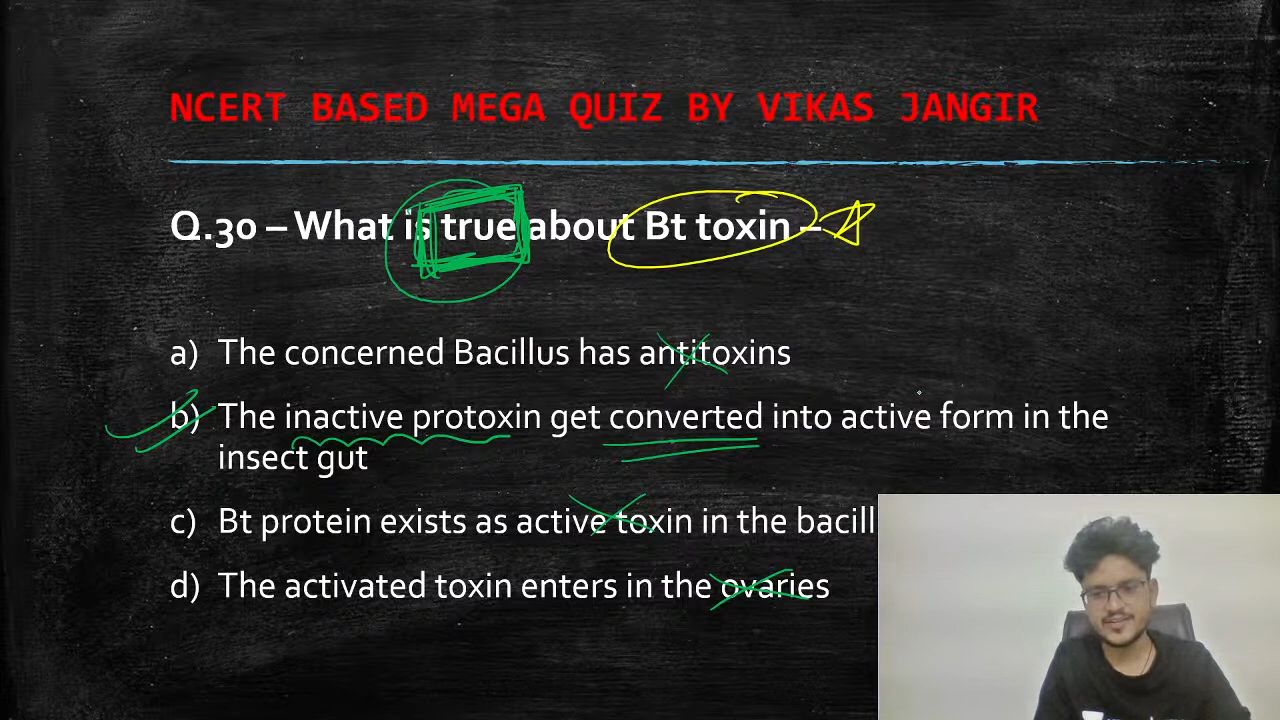 NCERT BASED MEGA QUIZ BY VIKAS JANGIR
Q.30 – What is true about Bt toxin –
a) The concerned Bacillus has antitoxins
b) The inactive protoxin get converted into active form in the
insect gut
c) Bt protein exists as active toxin in the bacill
d) The activated toxin enters in the ovaries